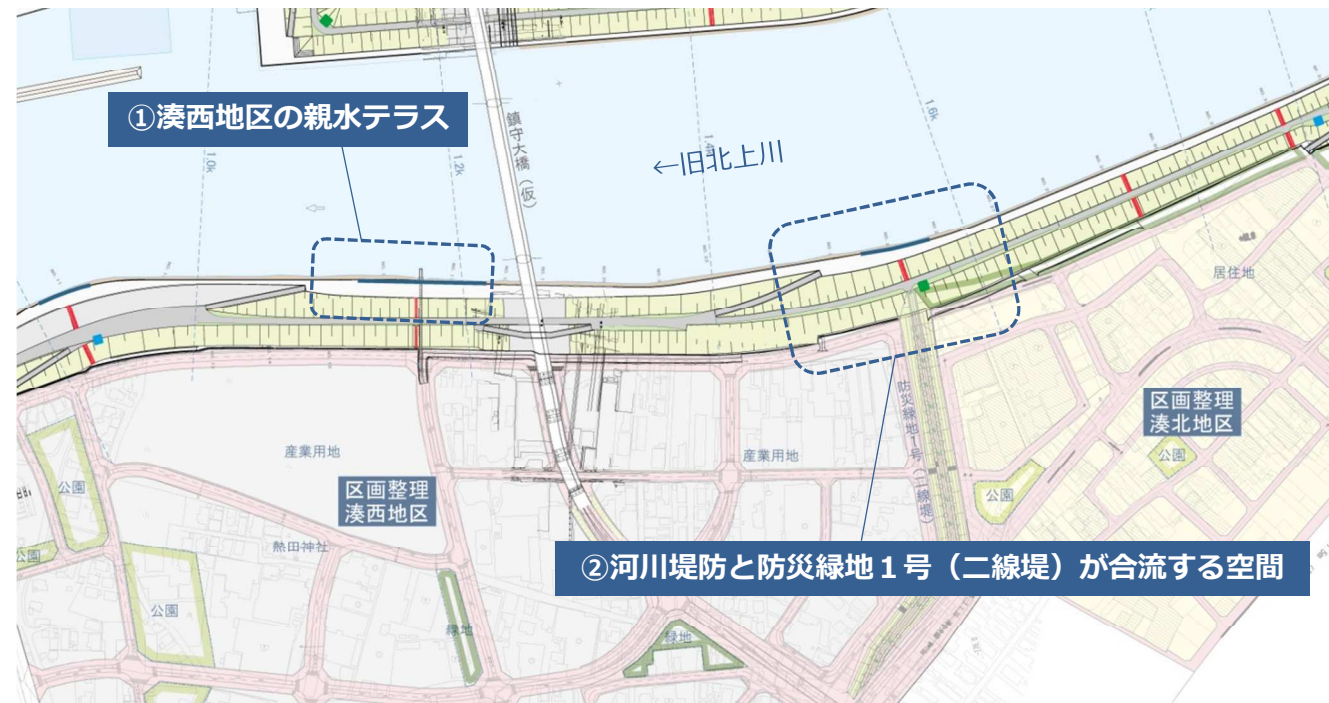 ①湊西地区の親水テラス
←旧北上川
1.0k
1.2k
鎮守大橋（仮）
1.4k
1.6k
居住地
区画整理
湊北地区
公園
公園
防災緑地１号（二線堤）
産業用地
産業用地
区画整理
湊西地区
公園
公園
熱田神社
公園
緑地
緑地
②河川堤防と防災緑地１号（二線堤）が合流する空間